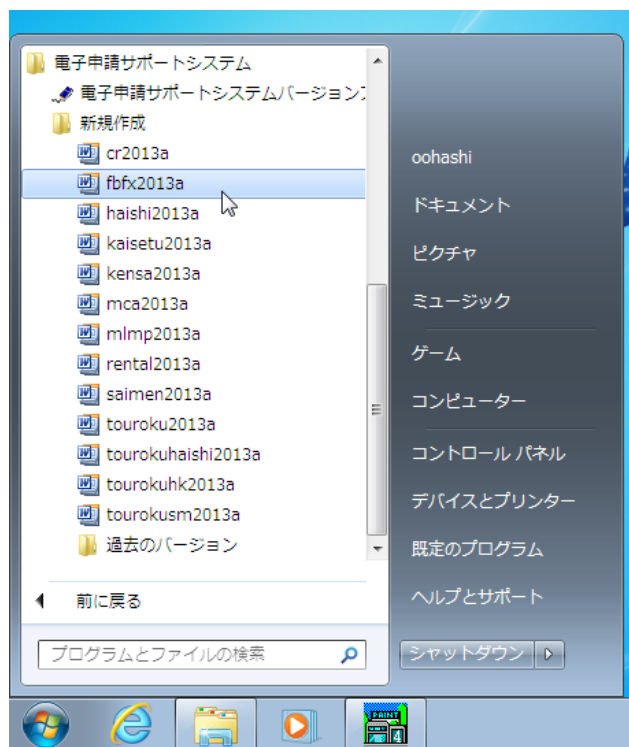 電子申請サポートシステム
電子申請サポートシステムバージョンア
新規作成
cr2013a
fbfx2013a
haishi2013a
kaisetu2013a
kensa2013a
mca2013a
mlmp2013a
rental2013a
saimen2013a
touroku2013a
tourokuhaishi2013a
tourokuhk2013a
tourokusm2013a
過去のバージョン
前に戻る
プログラムとファイルの検索
oohashi
ドキュメント
ピクチャ
ミュージック
ゲーム
コンピューター
コントロール パネル
デバイスとプリンター
既定のプログラム
ヘルプとサポート
シャットダウン
PAINT
4